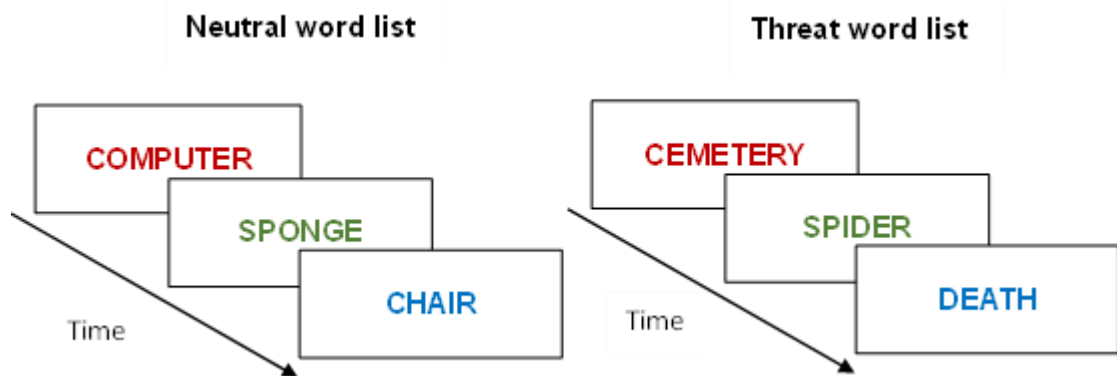 Neutral word list
COMPUTER
SPONGE
CHAIR
Time
Threat word list
CEMETERY
SPIDER
DEATH
Time